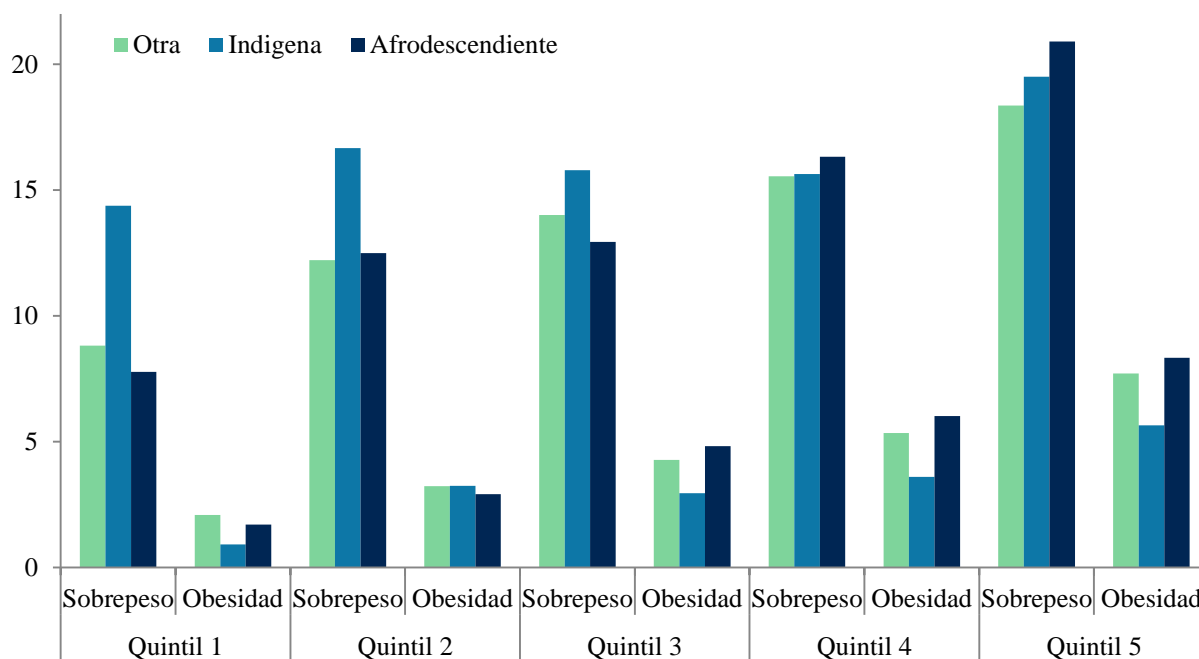 Otra Indigena Afrodescendiente
20
15
10
5
0
Sobrepeso Obesidad Sobrepeso Obesidad Sobrepeso Obesidad Sobrepeso Obesidad Sobrepeso Obesidad
Quintil 1 Quintil 2 Quintil 3 Quintil 4 Quintil 5